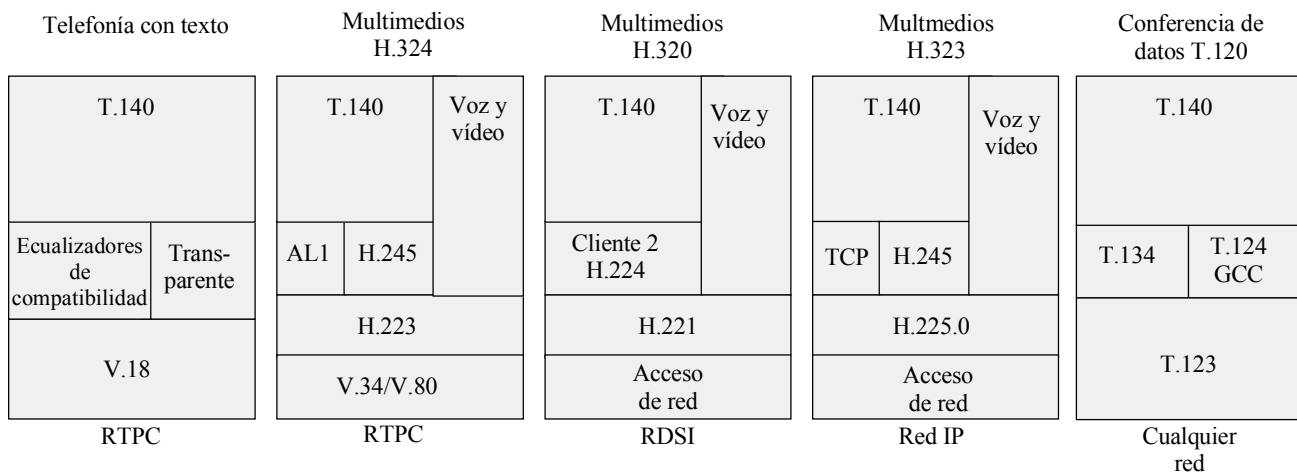 Telefonía con texto
T.140
Ecualizadores
de
compatibilidad
Trans-
parente
V.18
RTPC
Multimedios
H.324
T.140
Voz y
vídeo
AL1
H.245
H.223
V.34/V.80
RTPC
Multimedios
H.320
T.140
Voz y
vídeo
Cliente 2
H.224
H.221
Acceso
de red
RDSI
Multmedios
H.323
T.140
Voz y
vídeo
TCP
H.245
H.225.0
Acceso
de red
Red IP
Conferencia de
datos T.120
T.140
T.134
T.124
GCC
T.123
Cualquier
red